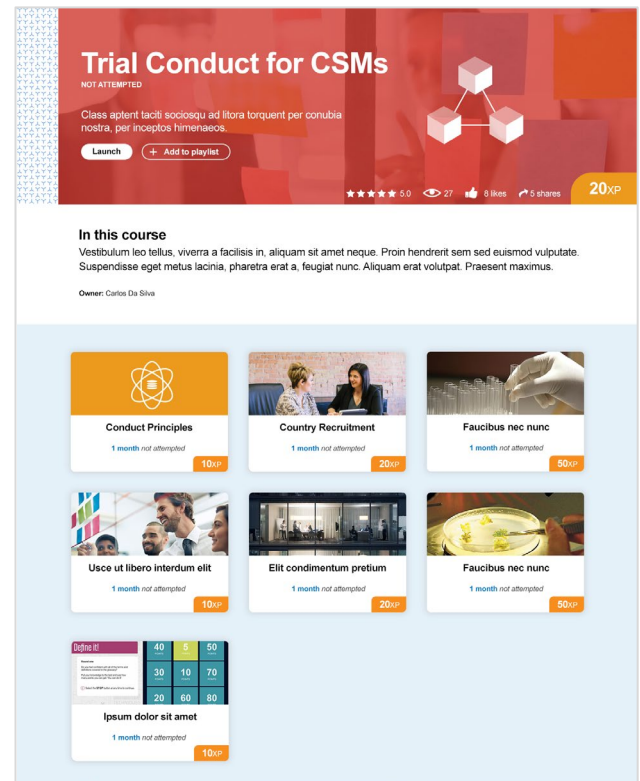 Trial Conduct for CSMs
NOT ATTEMPTED
Class aptent taciti sociosqu ad litora torquent per conubia
nostra, per inceptos himenaeos.
Launch
+ Add to playlist
5.0
27
8 likes
5 shares
20XP
In this course
Vestibulum leo tellus, viverra a facilisis in, aliquam sit amet neque. Proin hendrerit sem sed euismod vulputate.
Suspendisse eget metus lacinia, pharetra erat a, feugiat nunc. Aliquam erat volutpat. Praesent maximus.
Owner: Carlos Da Silva
Conduct Principles
1 month not attempted
10XP
Country Recruitment
1 month not attempted
20XP
Faucibus nec nunc
1 month not attempted
50XP
Usce ut libero interdum elit
1 month not attempted
10XP
Elit condimentum pretium
1 month not attempted
20XP
Faucibus nec nunc
1 month not attempted
50XP
Define it!
40
5
50
30
10
70
20
60
80
Ipsum dolor sit amet
1 month not attempted
10XP